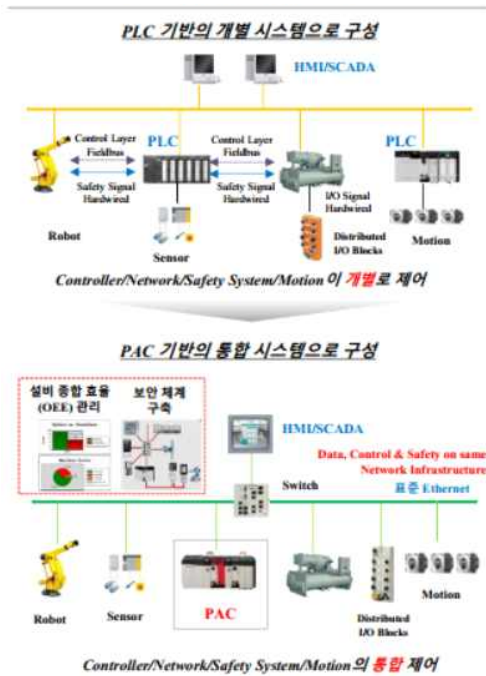 PLC 기반의 개별 시스템으로 구성
HMI/SCADA
Control Layer
Fieldbus
PLC
Control Layer
Fieldbus
PLC
Safety Signal
Hardwired
Safety Signal
Hardwired
I/O Signal
Hardwired
Robot
Sensor
Distributed
I/O Blocks
Motion
Controller/Network/Safety System/Motion이 개별로 제어
PAC 기반의 통합 시스템으로 구성
설비 종합 효율
(OEE) 관리
보안 체계
구축
HMI/SCADA
Data, Control & Safety on same
Network Infrastructure
표준 Ethernet
Switch
Robot
Sensor
PAC
Distributed
I/O Blocks
Motion
Controller/Network/Safety System/Motion의 통합 제어